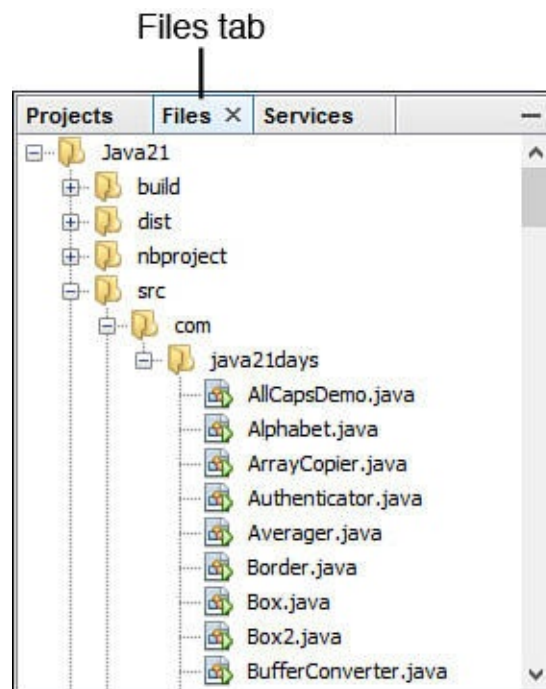 Files tab
Projects Files × Services
Java21
build
dist
nbproject
src
com
java21days
AllCapsDemo.java
Alphabet.java
ArrayCopier.java
Authenticator.java
Averager.java
Border.java
Box.java
Box2.java
BufferConverter.java